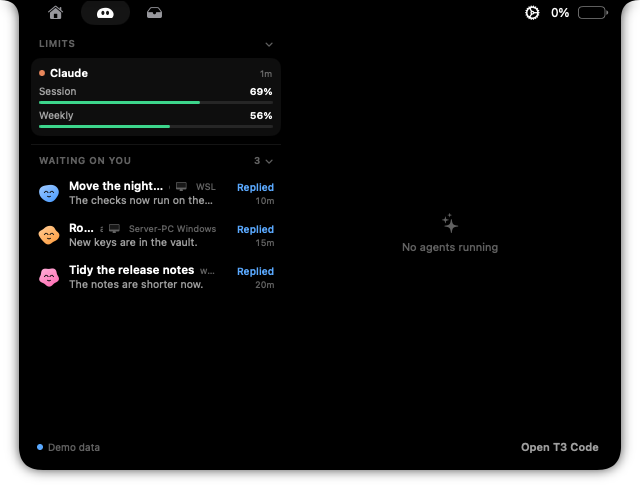 0%
LIMITS
Claude 1m
Session 69%
Weekly 56%
WAITING ON YOU 3
Move the night... WSL Replied
The checks now run on the... 10m
Ro... Server-PC Windows Replied
New keys are in the vault. 15m
Tidy the release notes w... Replied
The notes are shorter now. 20m
No agents running
Demo data
Open T3 Code